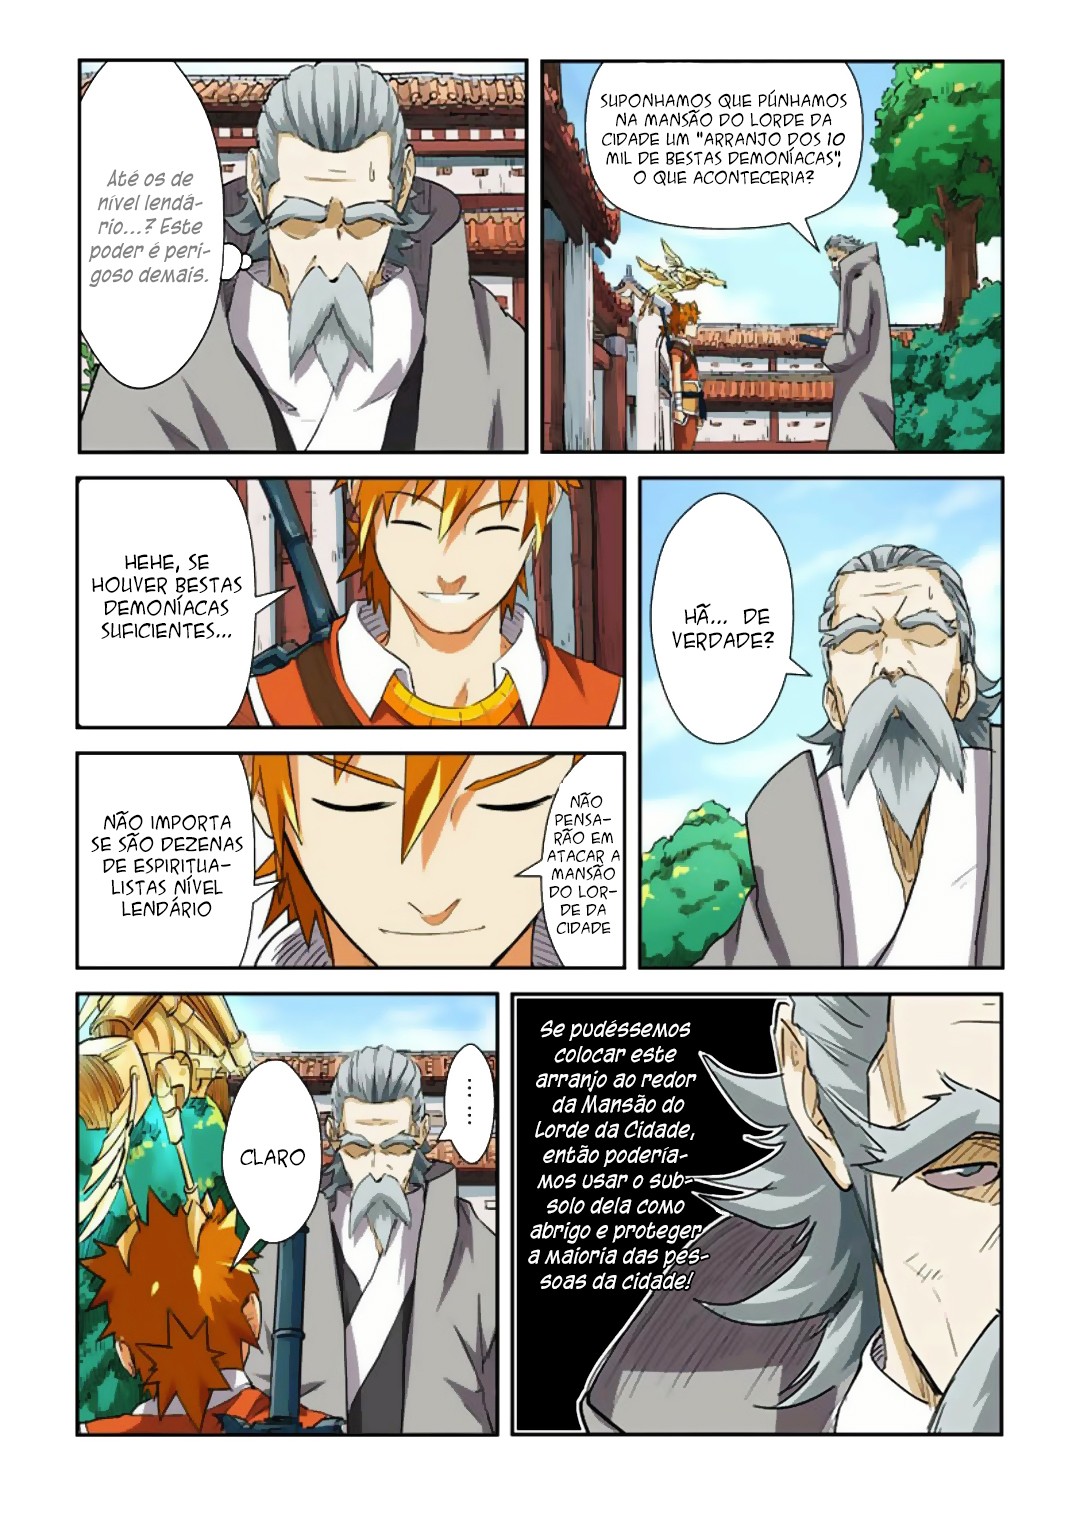 Até os de
nível lendá-
rio...? Este
poder é peri-
goso demais.
SUPONHAMOS QUE PÚNHAMOS
NA MANSÃO DO LORDE DA
CIDADE UM "ARRANJO DOS 10
MIL DE BESTAS DEMONÍACAS",
O QUE ACONTECERIA?
HEHE, SE
HOUVER BESTAS
DEMONÍACAS
SUFICIENTES...
HÃ... DE
VERDADE?
NÃO IMPORTA
SE SÃO DEZENAS
DE ESPIRITUA-
LISTAS NÍVEL
LENDÁRIO
NÃO
PENSA-
RÃO EM
ATACAR A
MANSÃO
DO LOR-
DE DA
CIDADE
CLARO
......
Se pudéssemos
colocar este
arranjo ao redor
da Mansão do
Lorde da Cidade,
então podería-
mos usar o sub-
solo dela como
abrigo e proteger
a maioria das pes-
soas da cidade!